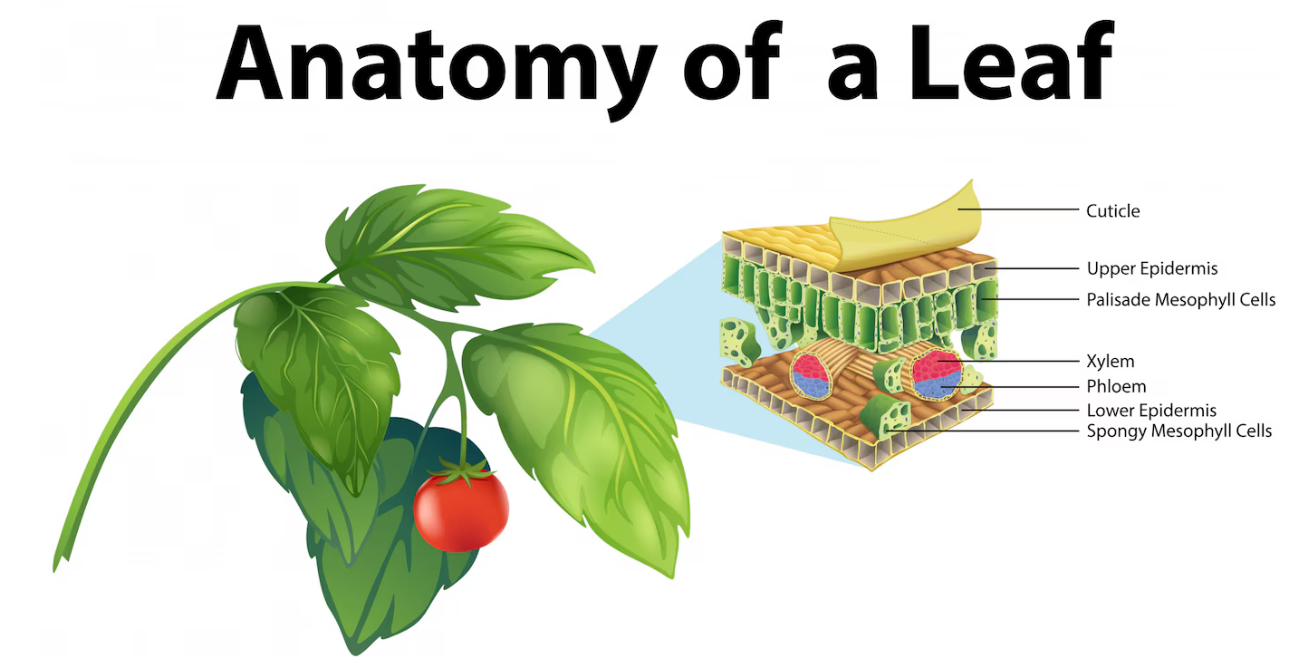 Anatomy of a Leaf
Cuticle
Upper Epidermis
Palisade Mesophyll Cells
Xylem
Phloem
Lower Epidermis
Spongy Mesophyll Cells